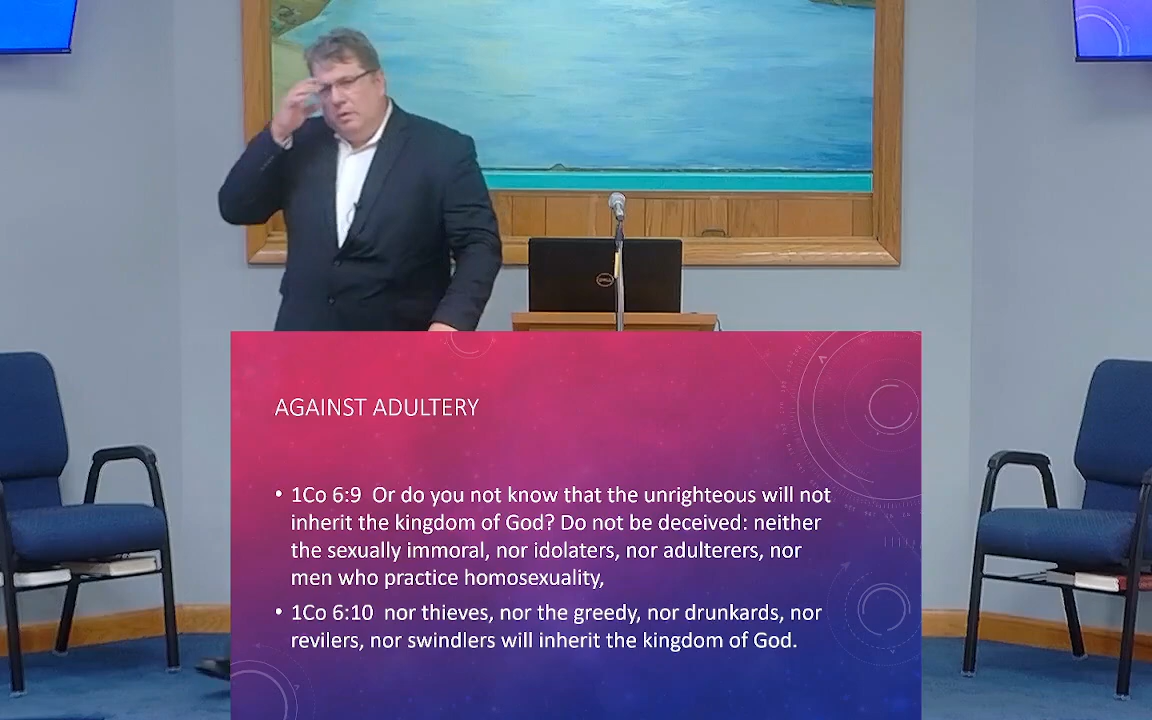 DELL
AGAINST ADULTERY
• 1Co 6:9 Or do you not know that the unrighteous will not
inherit the kingdom of God? Do not be deceived: neither
the sexually immoral, nor idolaters, nor adulterers, nor
men who practice homosexuality,
• 1Co 6:10 nor thieves, nor the greedy, nor drunkards, nor
revilers, nor swindlers will inherit the kingdom of God.